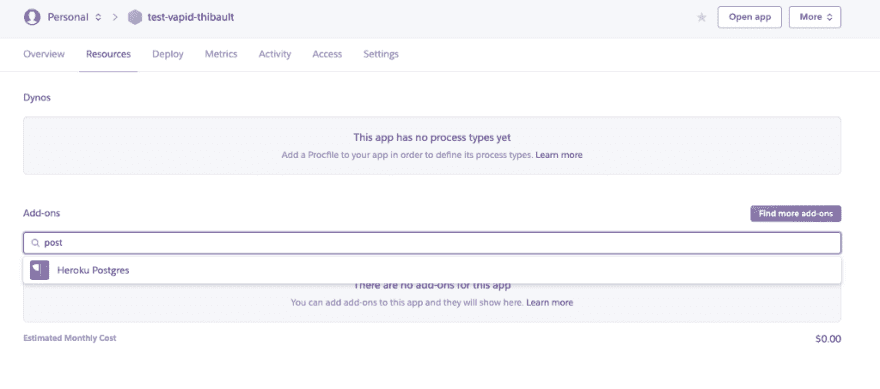 Personal > test-vapid-thibault Open app More
Overview Resources Deploy Metrics Activity Access Settings
Dynos
This app has no process types yet
Add a Procfile to your app in order to define its process types. Learn more
Add-ons Find more add-ons
post
Heroku Postgres
There are no add-ons for this app
You can add add-ons to this app and they will show here. Learn more
Estimated Monthly Cost $0.00